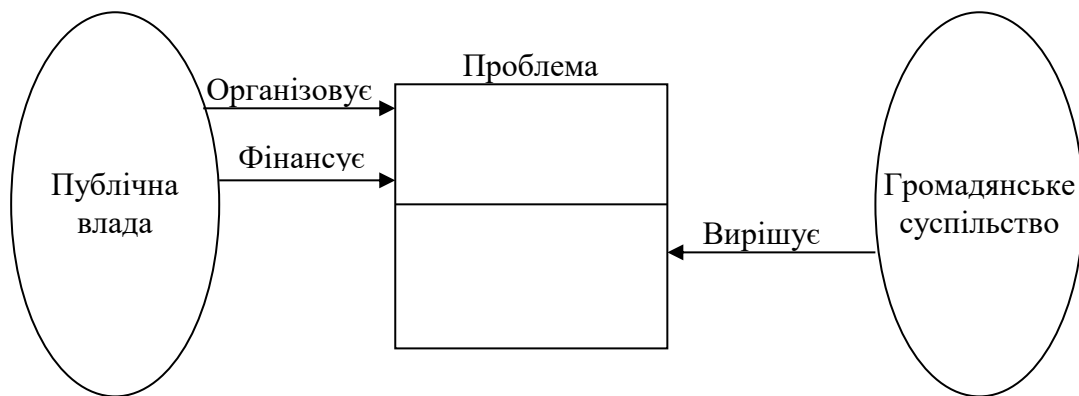 Проблема
Організовує
Фінансує
Публічна
влада
Вирішує
Громадянське
суспільство